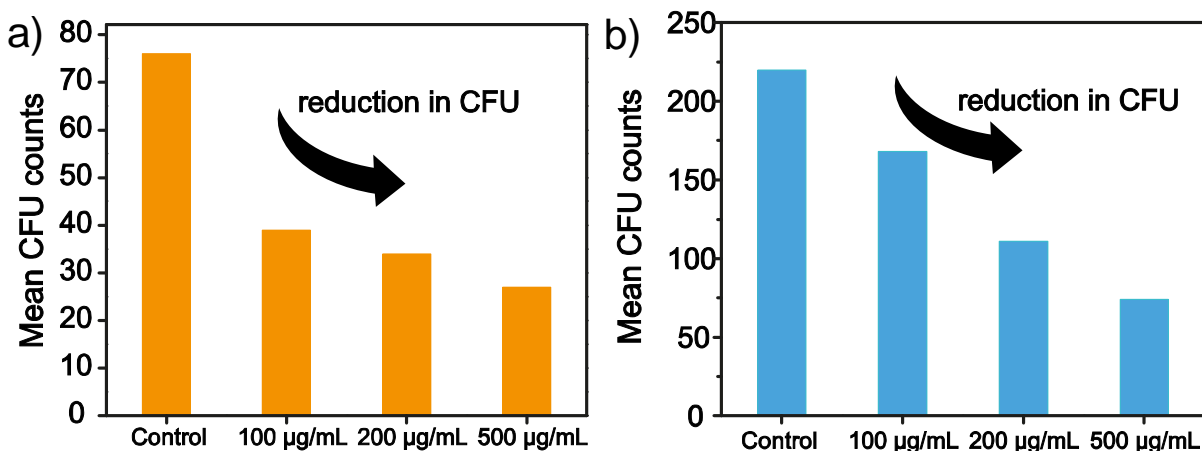 a)
Mean CFU counts
80
70
60
50
40
30
20
10
0
reduction in CFU
Control
100 µg/mL
200 µg/mL
500 µg/mL
b)
Mean CFU counts
250
200
150
100
50
0
reduction in CFU
Control
100 µg/mL
200 µg/mL
500 µg/mL